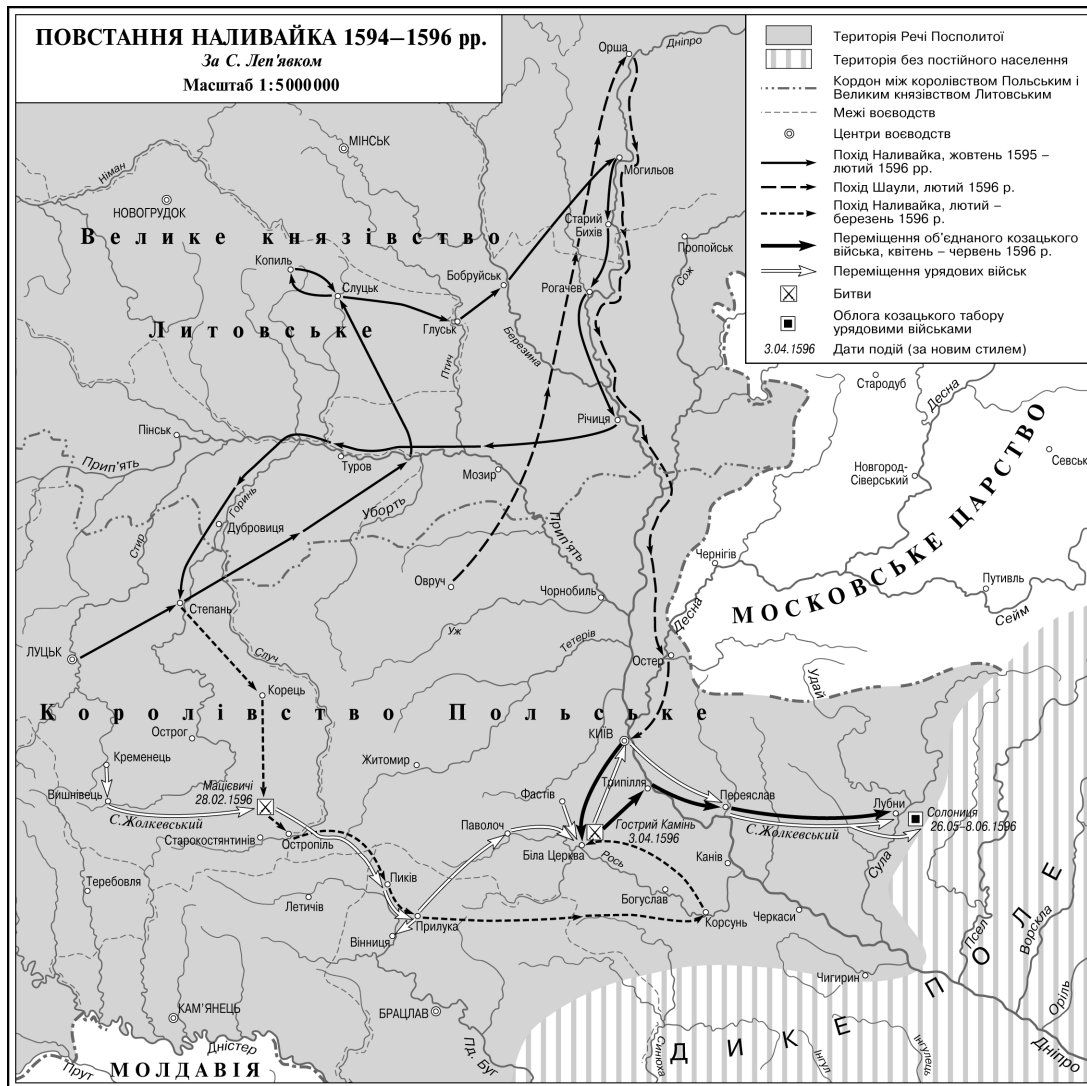 ПОВСТАННЯ НАЛИВАЙКА 1594–1596 рр.
За С. Леп'явком
Масштаб 1:5000000
Територія Речі Посполитої
Територія без постійного населення
Кордон між королівством Польським і
Великим князівством Литовським
Межі воєводств
Центри воєводств
Похід Наливайка, жовтень 1595 –
лютий 1596 рр.
Похід Шаули, лютий 1596 р.
Похід Наливайка, лютий –
березень 1596 р.
Переміщення об'єднаного козацького
війська, квітень – червень 1596 р.
Переміщення урядових військ
Битви
Облога козацького табору
урядовими військами
3.04.1596 Дати подій (за новим стилем)
Орша
Дніпро
МІНСЬК
Могильов
Німан
НОВОГРУДОК
Старий
Бихів
Пропойськ
Велике князівство
Копиль
Слуцьк
Бобруйськ
Рогачев
Сож
Глуськ
Литовське
Птич
Березина
Стародуб
Десна
Річиця
Пінськ
Прип'ять
Туров
Мозир
Новгород-
Сіверський
Севськ
Горинь
Уборть
Дубровиця
Стир
Прип'ять
Чернігів
МОСКОВСЬКЕ ЦАРСТВО
Овруч
Чорнобиль
Путивль
Сейм
Степань
Десна
Уж
Тетерів
ЛУЦЬК
Случ
Остер
Удай
Корець
Королівство Польське
Острог
КИЇВ
Кременець
Житомир
Мацієвичі
28.02.1596
Вишнівець
Фастів
Трипілля
Переяслав
Лубни
Солониця
26.05–8.06.1596
С.Жолкевський
Старокостянтинів
Остропіль
Паволоч
Гострий Камінь
3.04.1596
С.Жолкевський
Біла Церква
Рось
Канів
Сула
Теребовля
Пиків
Летичів
Богуслав
Прилука
Корсунь
Черкаси
Вінниця
Псел
Ворскла
Чигирин
КАМ'ЯНЕЦЬ
БРАЦЛАВ
Оріль
Дністер
Пд. Буг
Синюха
ДИКЕ ПОЛЕ
Інгул
Інгулець
Дніпро
Прут
МОЛДАВІЯ